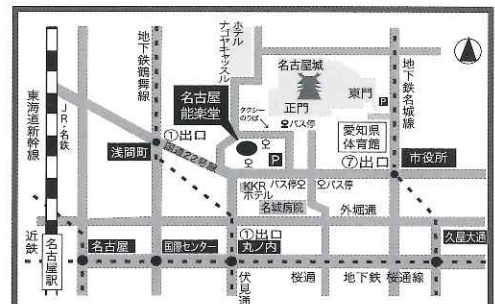 ホテル
ナゴヤキャッスル
地下鉄鶴舞線
名古屋城
東門
正門
P
地下鉄名城線
東海道新幹線
JR・名鉄
名古屋
能楽堂
タクシー
のりば
バス停
愛知県
体育館
①出口
浅間町
国道22号線
P
⑦出口
市役所
KKR
ホテル
バス停
バス停
名城病院
外堀通
①出口
近鉄
名古屋駅
名古屋
国際センター
丸ノ内
久屋大通
伏見通
桜通
地下鉄 桜通線